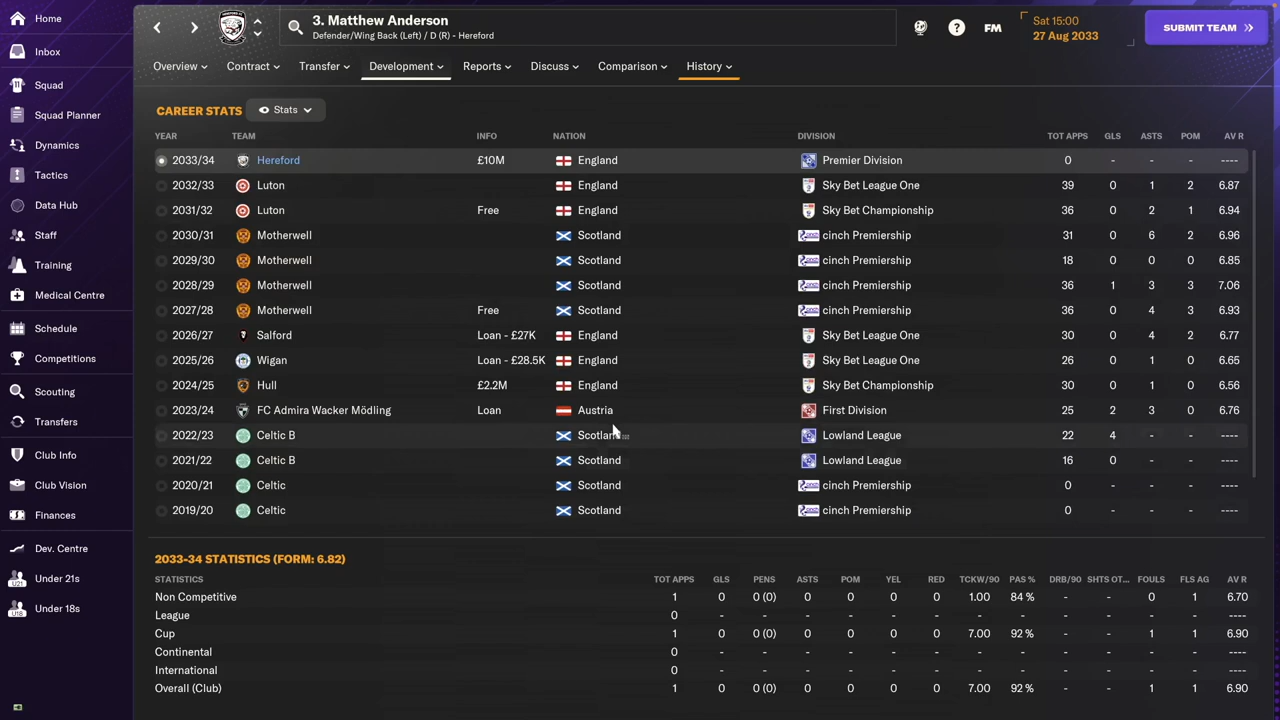 Home
3. Matthew Anderson
Defender/Wing Back (Left) / D (R) - Hereford
FM
Sat 15:00
27 Aug 2033
SUBMIT TEAM
Inbox
Squad
Squad Planner
Dynamics
Tactics
Data Hub
Staff
Training
Medical Centre
Schedule
Competitions
Scouting
Transfers
Club Info
Club Vision
Finances
Dev. Centre
Under 21s
Under 18s
Overview Contract Transfer Development Reports Discuss Comparison History
CAREER STATS Stats
YEAR TEAM INFO NATION DIVISION TOT APPS GLS ASTS POM AV R
2033/34 Hereford £10M England Premier Division 0 - - - ----
2032/33 Luton England Sky Bet League One 39 0 1 2 6.87
2031/32 Luton Free England Sky Bet Championship 36 0 2 1 6.94
2030/31 Motherwell Scotland cinch Premiership 31 0 6 2 6.96
2029/30 Motherwell Scotland cinch Premiership 18 0 0 0 6.85
2028/29 Motherwell Scotland cinch Premiership 36 1 3 3 7.06
2027/28 Motherwell Free Scotland cinch Premiership 36 0 4 3 6.93
2026/27 Salford Loan - £27K England Sky Bet League One 30 0 4 2 6.77
2025/26 Wigan Loan - £28.5K England Sky Bet League One 26 0 1 0 6.65
2024/25 Hull £2.2M England Sky Bet Championship 30 0 1 0 6.56
2023/24 FC Admira Wacker Mödling Loan Austria First Division 25 2 3 0 6.76
2022/23 Celtic B Scotland Lowland League 22 4 - - ----
2021/22 Celtic B Scotland Lowland League 16 0 - - ----
2020/21 Celtic Scotland cinch Premiership 0 - - - ----
2019/20 Celtic Scotland cinch Premiership 0 - - - ----
2033-34 STATISTICS (FORM: 6.82)
STATISTICS TOT APPS GLS PENS ASTS POM YEL RED TCKW/90 PAS % DRB/90 SHTS OT... FOULS FLS AG AV R
Non Competitive 1 0 0 (0) 0 0 0 0 1.00 84 % - - 0 1 6.70
League 0 - - - - - - - - - - - - ----
Cup 1 0 0 (0) 0 0 0 0 7.00 92 % - - 1 1 6.90
Continental 0 - - - - - - - - - - - - ----
International 0 - - - - - - - - - - - - ----
Overall (Club) 1 0 0 (0) 0 0 0 0 7.00 92 % - - 1 1 6.90